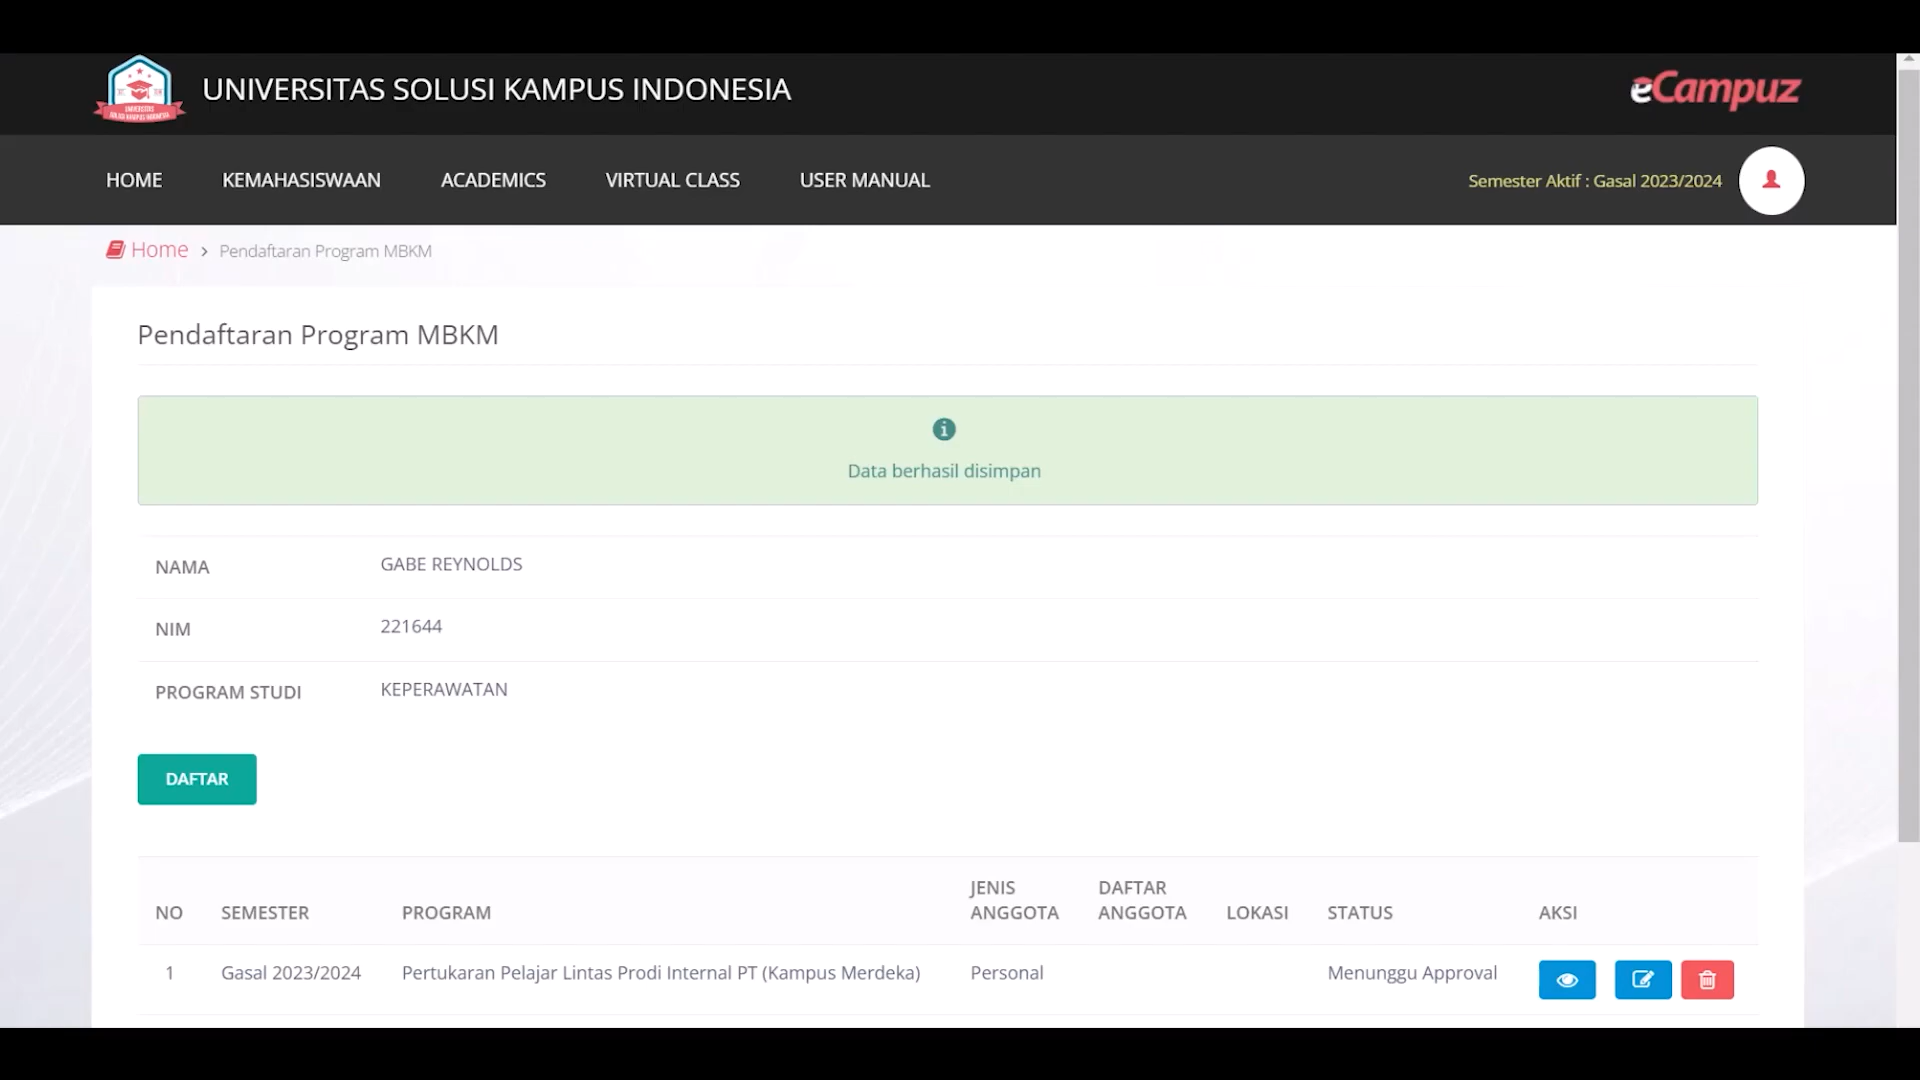 UNIVERSITAS SOLUSI KAMPUS INDONESIA
eCampuz
HOME KEMAHASISWAAN ACADEMICS VIRTUAL CLASS USER MANUAL Semester Aktif : Gasal 2023/2024
Home > Pendaftaran Program MBKM
Pendaftaran Program MBKM
Data berhasil disimpan
NAMA GABE REYNOLDS
NIM 221644
PROGRAM STUDI KEPERAWATAN
DAFTAR
NO SEMESTER PROGRAM JENIS ANGGOTA DAFTAR ANGGOTA LOKASI STATUS AKSI
1 Gasal 2023/2024 Pertukaran Pelajar Lintas Prodi Internal PT (Kampus Merdeka) Personal Menunggu Approval